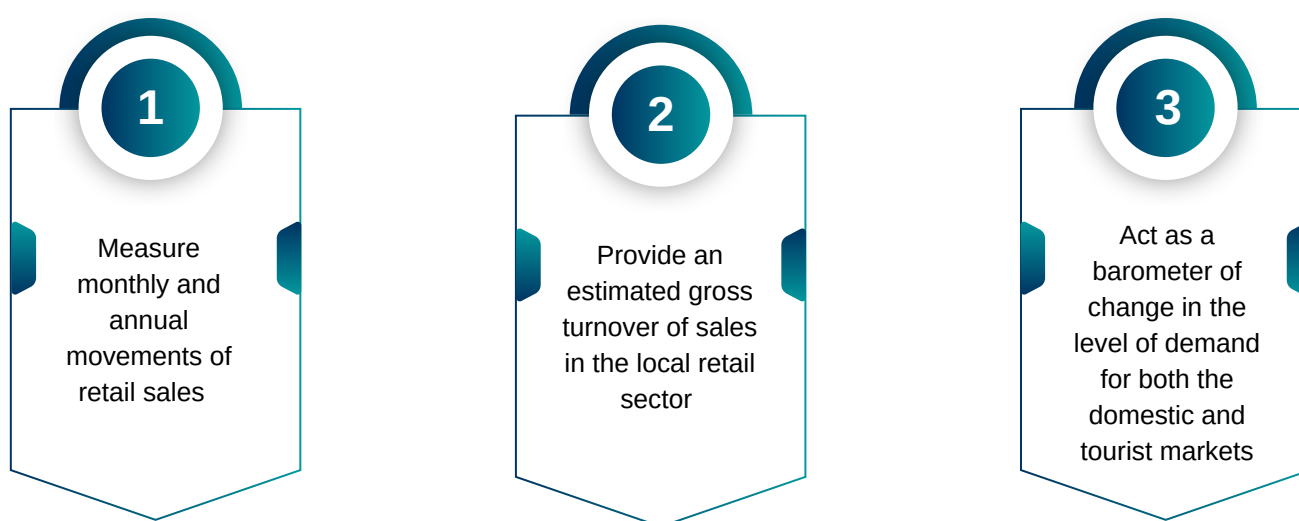 1
Measure
monthly and
annual
movements of
retail sales
2
Provide an
estimated gross
turnover of sales
in the local retail
sector
3
Act as a
barometer of
change in the
level of demand
for both the
domestic and
tourist markets